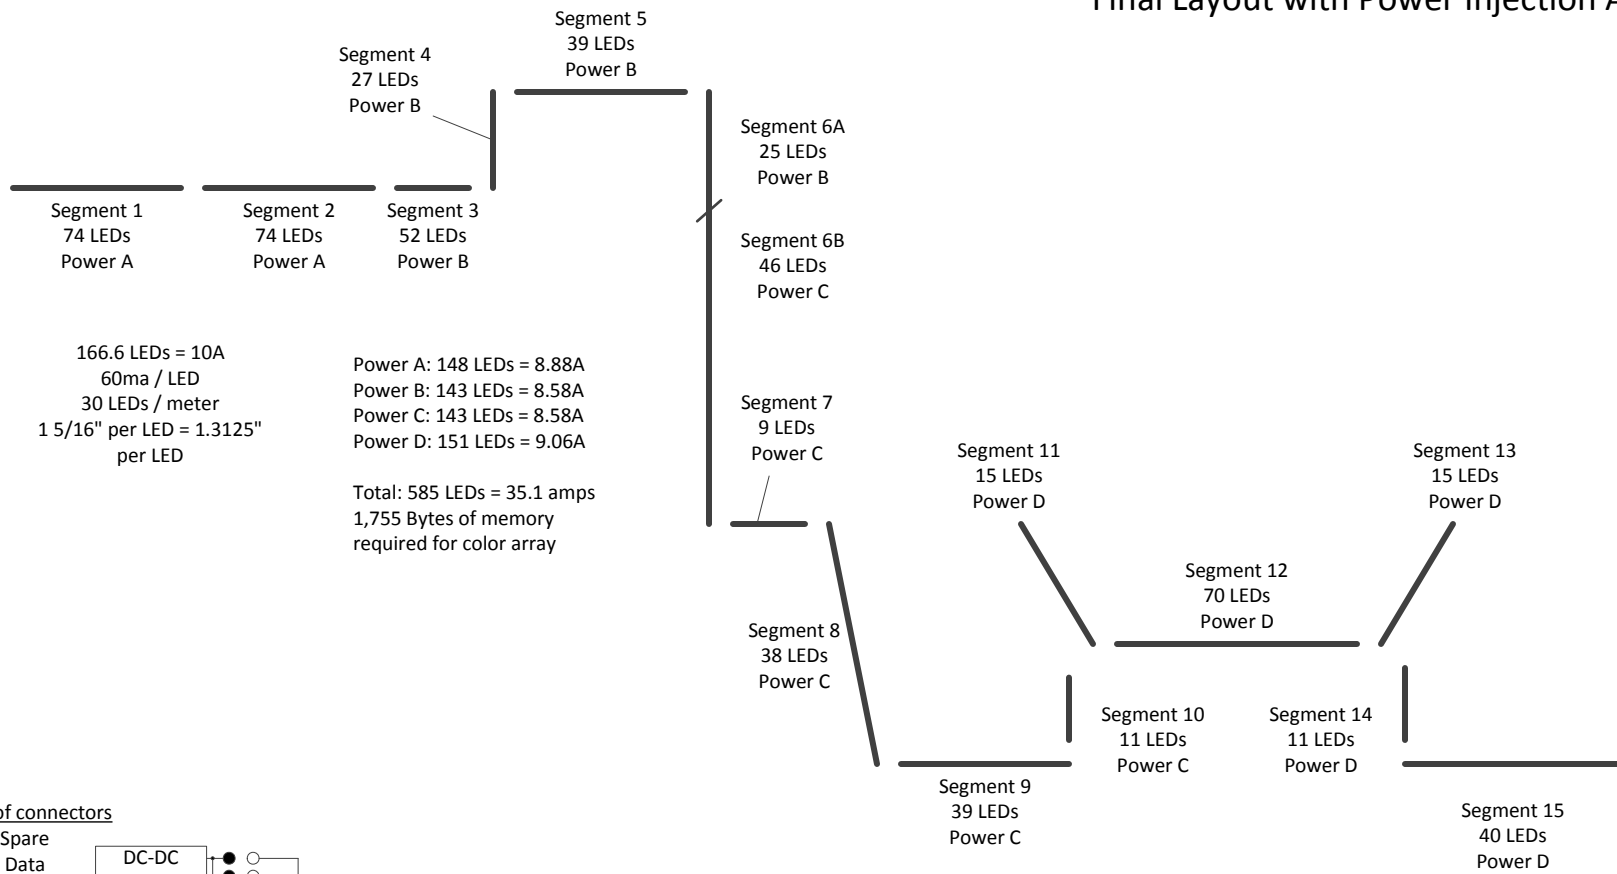 Final Layout with Power Injection
Segment 5
39 LEDs
Power B
Segment 4
27 LEDs
Power B
Segment 6A
25 LEDs
Power B
Segment 1
74 LEDs
Power A
Segment 2
74 LEDs
Power A
Segment 3
52 LEDs
Power B
Segment 6B
46 LEDs
Power C
166.6 LEDs = 10A
60ma / LED
30 LEDs / meter
1 5/16" per LED = 1.3125"
per LED
Power A: 148 LEDs = 8.88A
Power B: 143 LEDs = 8.58A
Power C: 143 LEDs = 8.58A
Power D: 151 LEDs = 9.06A
Total: 585 LEDs = 35.1 amps
1,755 Bytes of memory
required for color array
Segment 7
9 LEDs
Power C
Segment 11
15 LEDs
Power D
Segment 13
15 LEDs
Power D
Segment 12
70 LEDs
Power D
Segment 8
38 LEDs
Power C
Segment 10
11 LEDs
Power C
Segment 14
11 LEDs
Power D
Segment 9
39 LEDs
Power C
Segment 15
40 LEDs
Power D
of connectors
Spare
Data
DC-DC